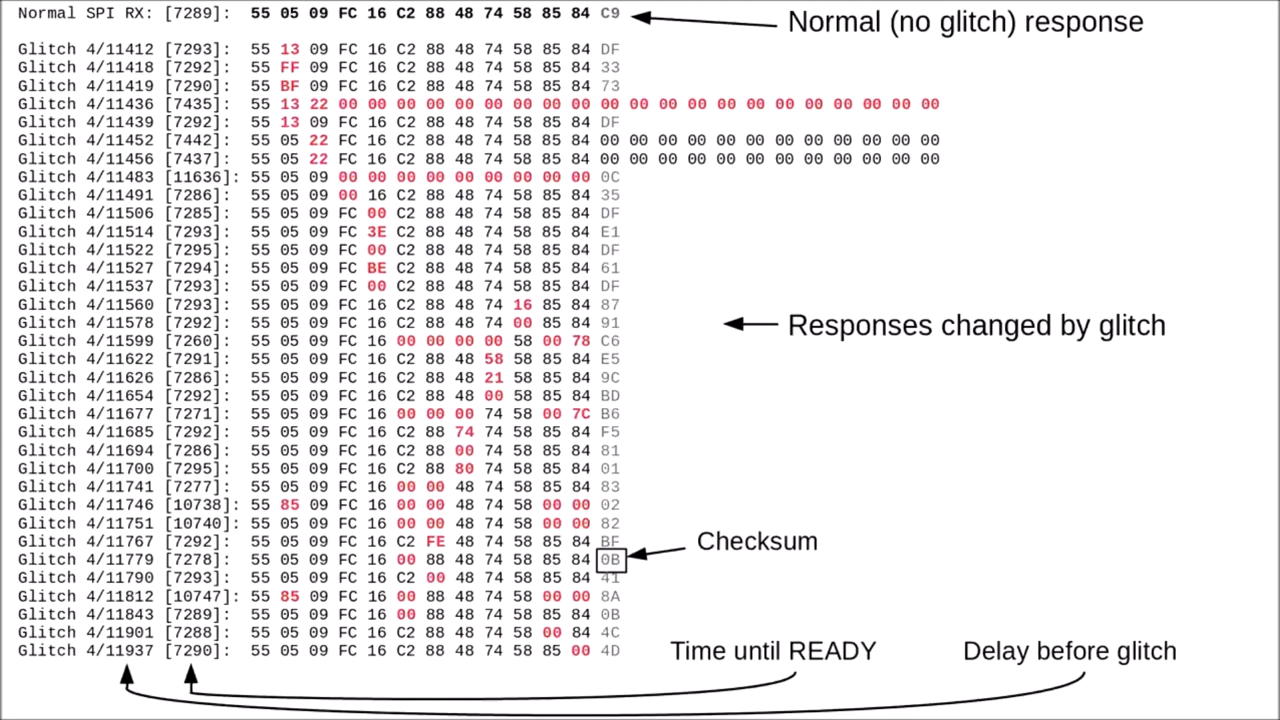 Normal SPI RX: [7289]: 55 05 09 FC 16 C2 88 48 74 58 85 84 C9
Normal (no glitch) response
Glitch 4/11412 [7293]: 55 13 09 FC 16 C2 88 48 74 58 85 84 DF
Glitch 4/11418 [7292]: 55 FF 09 FC 16 C2 88 48 74 58 85 84 33
Glitch 4/11419 [7290]: 55 BF 09 FC 16 C2 88 48 74 58 85 84 73
Glitch 4/11436 [7435]: 55 13 22 00 00 00 00 00 00 00 00 00 00 00 00 00 00 00 00 00 00 00 00 00
Glitch 4/11439 [7292]: 55 13 09 FC 16 C2 88 48 74 58 85 84 DF
Glitch 4/11452 [7442]: 55 05 22 FC 16 C2 88 48 74 58 85 84 00 00 00 00 00 00 00 00 00 00 00 00
Glitch 4/11456 [7437]: 55 05 22 FC 16 C2 88 48 74 58 85 84 00 00 00 00 00 00 00 00 00 00 00 00
Glitch 4/11483 [11636]: 55 05 09 00 00 00 00 00 00 00 00 00 0C
Glitch 4/11491 [7286]: 55 05 09 00 16 C2 88 48 74 58 85 84 35
Glitch 4/11506 [7285]: 55 05 09 FC 00 C2 88 48 74 58 85 84 DF
Glitch 4/11514 [7293]: 55 05 09 FC 3E C2 88 48 74 58 85 84 E1
Glitch 4/11522 [7295]: 55 05 09 FC 00 C2 88 48 74 58 85 84 DF
Glitch 4/11527 [7294]: 55 05 09 FC BE C2 88 48 74 58 85 84 61
Glitch 4/11537 [7293]: 55 05 09 FC 00 C2 88 48 74 58 85 84 DF
Glitch 4/11560 [7293]: 55 05 09 FC 16 C2 88 48 74 16 85 84 87
Glitch 4/11578 [7292]: 55 05 09 FC 16 C2 88 48 74 00 85 84 91
Responses changed by glitch
Glitch 4/11599 [7260]: 55 05 09 FC 16 00 00 00 00 58 00 78 C6
Glitch 4/11622 [7291]: 55 05 09 FC 16 C2 88 48 58 58 85 84 E5
Glitch 4/11626 [7286]: 55 05 09 FC 16 C2 88 48 21 58 85 84 9C
Glitch 4/11654 [7292]: 55 05 09 FC 16 C2 88 48 00 58 85 84 BD
Glitch 4/11677 [7271]: 55 05 09 FC 16 00 00 00 74 58 00 7C B6
Glitch 4/11685 [7292]: 55 05 09 FC 16 C2 88 74 74 58 85 84 F5
Glitch 4/11694 [7286]: 55 05 09 FC 16 C2 88 00 74 58 85 84 81
Glitch 4/11700 [7295]: 55 05 09 FC 16 C2 88 80 74 58 85 84 01
Glitch 4/11741 [7277]: 55 05 09 FC 16 00 00 48 74 58 85 84 83
Glitch 4/11746 [10738]: 55 85 09 FC 16 00 00 48 74 58 00 00 02
Glitch 4/11751 [10740]: 55 05 09 FC 16 00 00 48 74 58 00 00 82
Glitch 4/11767 [7292]: 55 05 09 FC 16 C2 FE 48 74 58 85 84 BF
Checksum
Glitch 4/11779 [7278]: 55 05 09 FC 16 00 88 48 74 58 85 84 0B
Glitch 4/11790 [7293]: 55 05 09 FC 16 C2 00 48 74 58 85 84 41
Glitch 4/11812 [10747]: 55 85 09 FC 16 00 88 48 74 58 00 00 8A
Glitch 4/11843 [7289]: 55 05 09 FC 16 00 88 48 74 58 85 84 0B
Glitch 4/11901 [7288]: 55 05 09 FC 16 C2 88 48 74 58 00 84 4C
Glitch 4/11937 [7290]: 55 05 09 FC 16 C2 88 48 74 58 85 00 4D
Time until READY
Delay before glitch